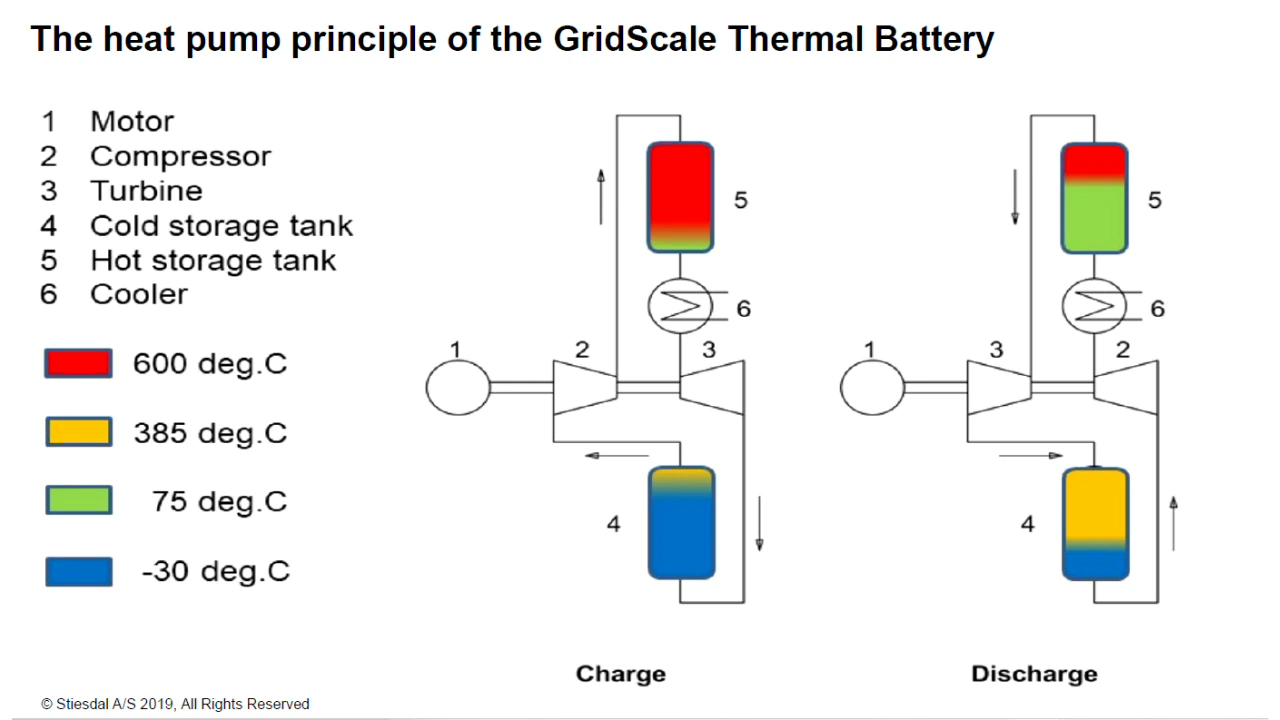 The heat pump principle of the GridScale Thermal Battery
1 Motor
2 Compressor
3 Turbine
4 Cold storage tank
5 Hot storage tank
6 Cooler
600 deg.C
385 deg.C
75 deg.C
-30 deg.C
5
6
1 2 3
4
Charge
5
6
1 3 2
4
Discharge
© Stiesdal A/S 2019, All Rights Reserved